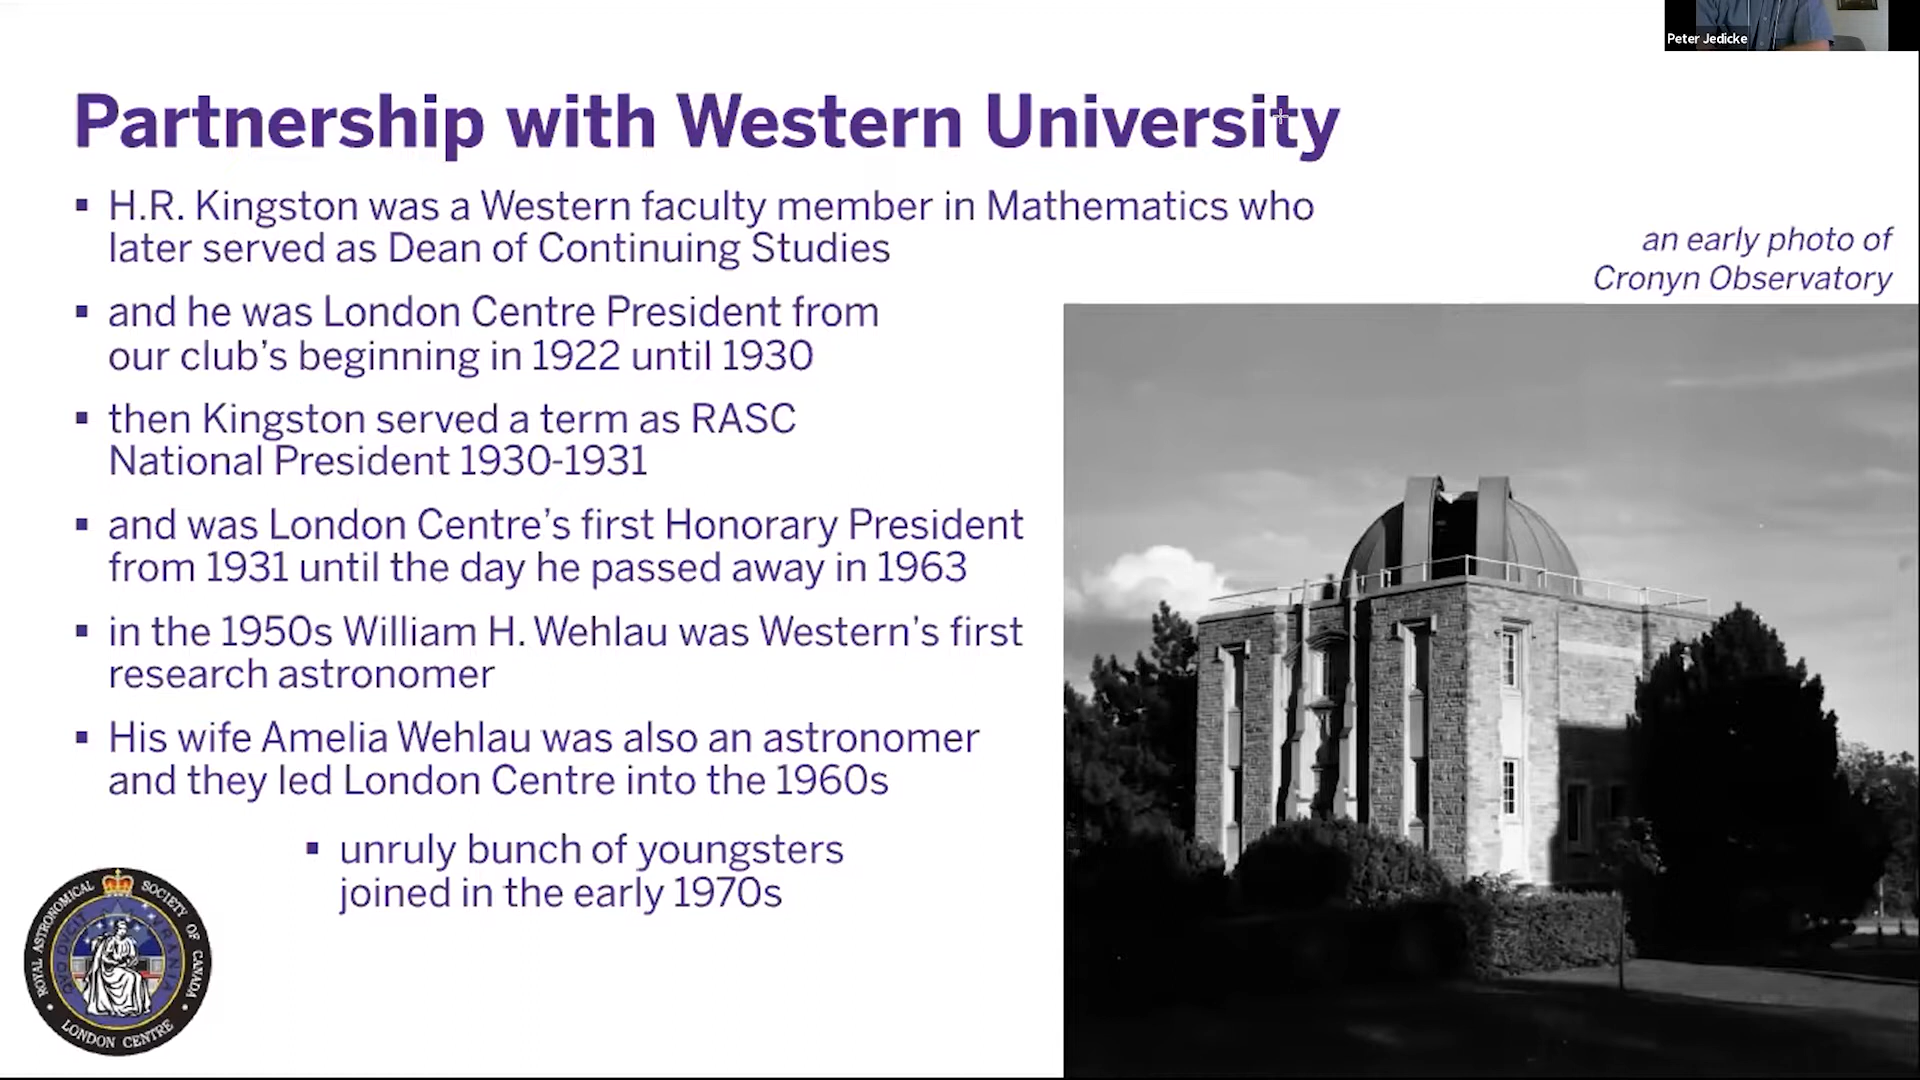 Peter Jedicke
Partnership with Western University
▪ H.R. Kingston was a Western faculty member in Mathematics who
later served as Dean of Continuing Studies
an early photo of
Cronyn Observatory
▪ and he was London Centre President from
our club's beginning in 1922 until 1930
▪ then Kingston served a term as RASC
National President 1930-1931
▪ and was London Centre's first Honorary President
from 1931 until the day he passed away in 1963
▪ in the 1950s William H. Wehlau was Western's first
research astronomer
▪ His wife Amelia Wehlau was also an astronomer
and they led London Centre into the 1960s
▪ unruly bunch of youngsters
joined in the early 1970s
ROYAL ASTRONOMICAL SOCIETY OF CANADA
QVO DVCIT VRANIA
• LONDON CENTRE •